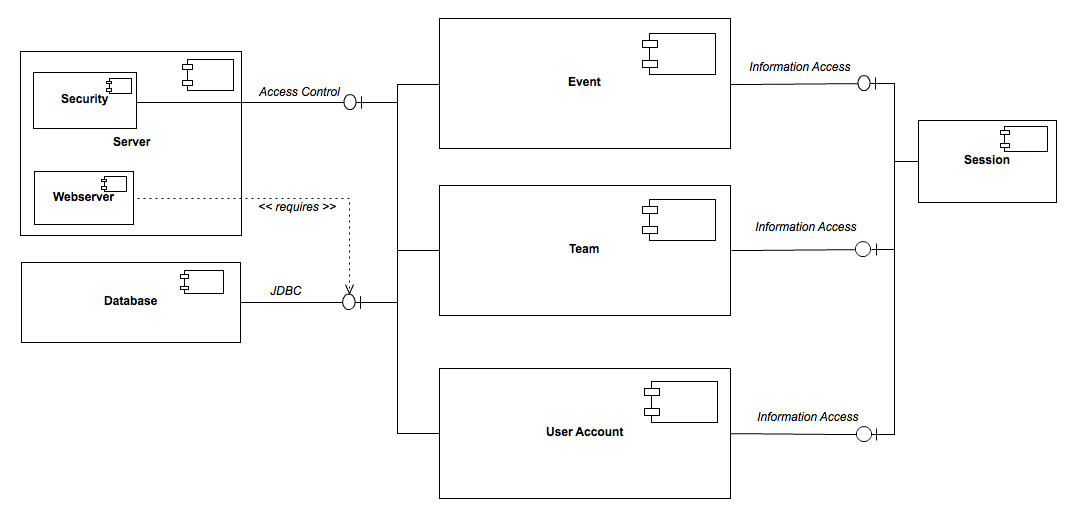 Event
Information Access
Security
Access Control
Server
Session
Webserver
<< requires >>
Team
Information Access
Database
JDBC
User Account
Information Access